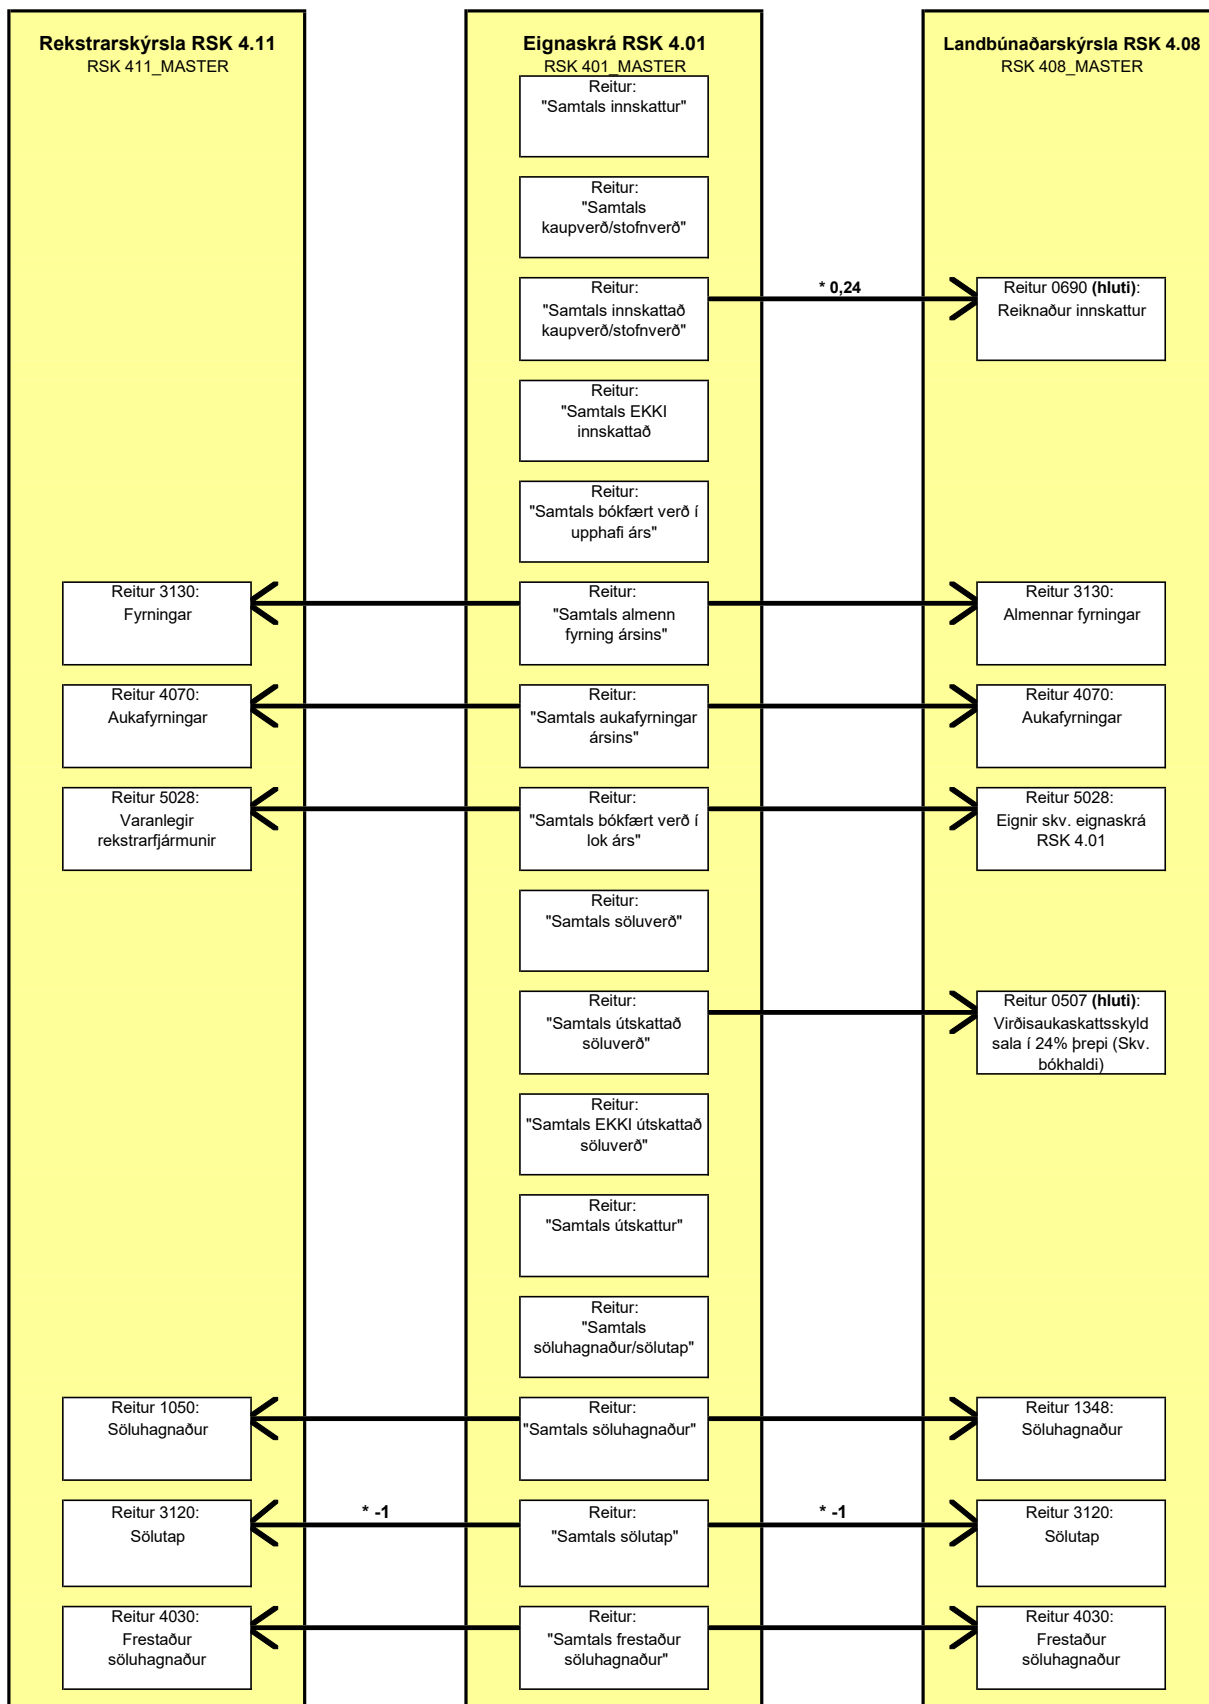 Rekstrarskýrsla RSK 4.11
RSK 411_MASTER
Eignaskrá RSK 4.01
RSK 401_MASTER
Landbúnaðarskýrsla RSK 4.08
RSK 408_MASTER
Reitur:
"Samtals innskattur"
Reitur:
"Samtals
kaupverð/stofnverð"
Reitur:
"Samtals innskattað
kaupverð/stofnverð"
* 0,24
Reitur 0690 (hluti):
Reiknaður innskattur
Reitur:
"Samtals EKKI
innskattað
Reitur:
"Samtals bókfært verð í
upphafi árs"
Reitur 3130:
Fyrningar
Reitur:
"Samtals almenn
fyrning ársins"
Reitur 3130:
Almennar fyrningar
Reitur 4070:
Aukafyrningar
Reitur:
"Samtals aukafyrningar
ársins"
Reitur 4070:
Aukafyrningar
Reitur 5028:
Varanlegir
rekstrarfjármunir
Reitur:
"Samtals bókfært verð í
lok árs"
Reitur 5028:
Eignir skv. eignaskrá
RSK 4.01
Reitur:
"Samtals söluverð"
Reitur:
"Samtals útskattað
söluverð"
Reitur 0507 (hluti):
Virðisaukaskattsskyld
sala í 24% þrepi (Skv.
bókhaldi)
Reitur:
"Samtals EKKI útskattað
söluverð"
Reitur:
"Samtals útskattur"
Reitur:
"Samtals
söluhagnaður/sölutap"
Reitur 1050:
Söluhagnaður
Reitur:
"Samtals söluhagnaður"
Reitur 1348:
Söluhagnaður
Reitur 3120:
Sölutap
* -1
Reitur:
"Samtals sölutap"
* -1
Reitur 3120:
Sölutap
Reitur 4030:
Frestaður
söluhagnaður
Reitur:
"Samtals frestaður
söluhagnaður"
Reitur 4030:
Frestaður
söluhagnaður